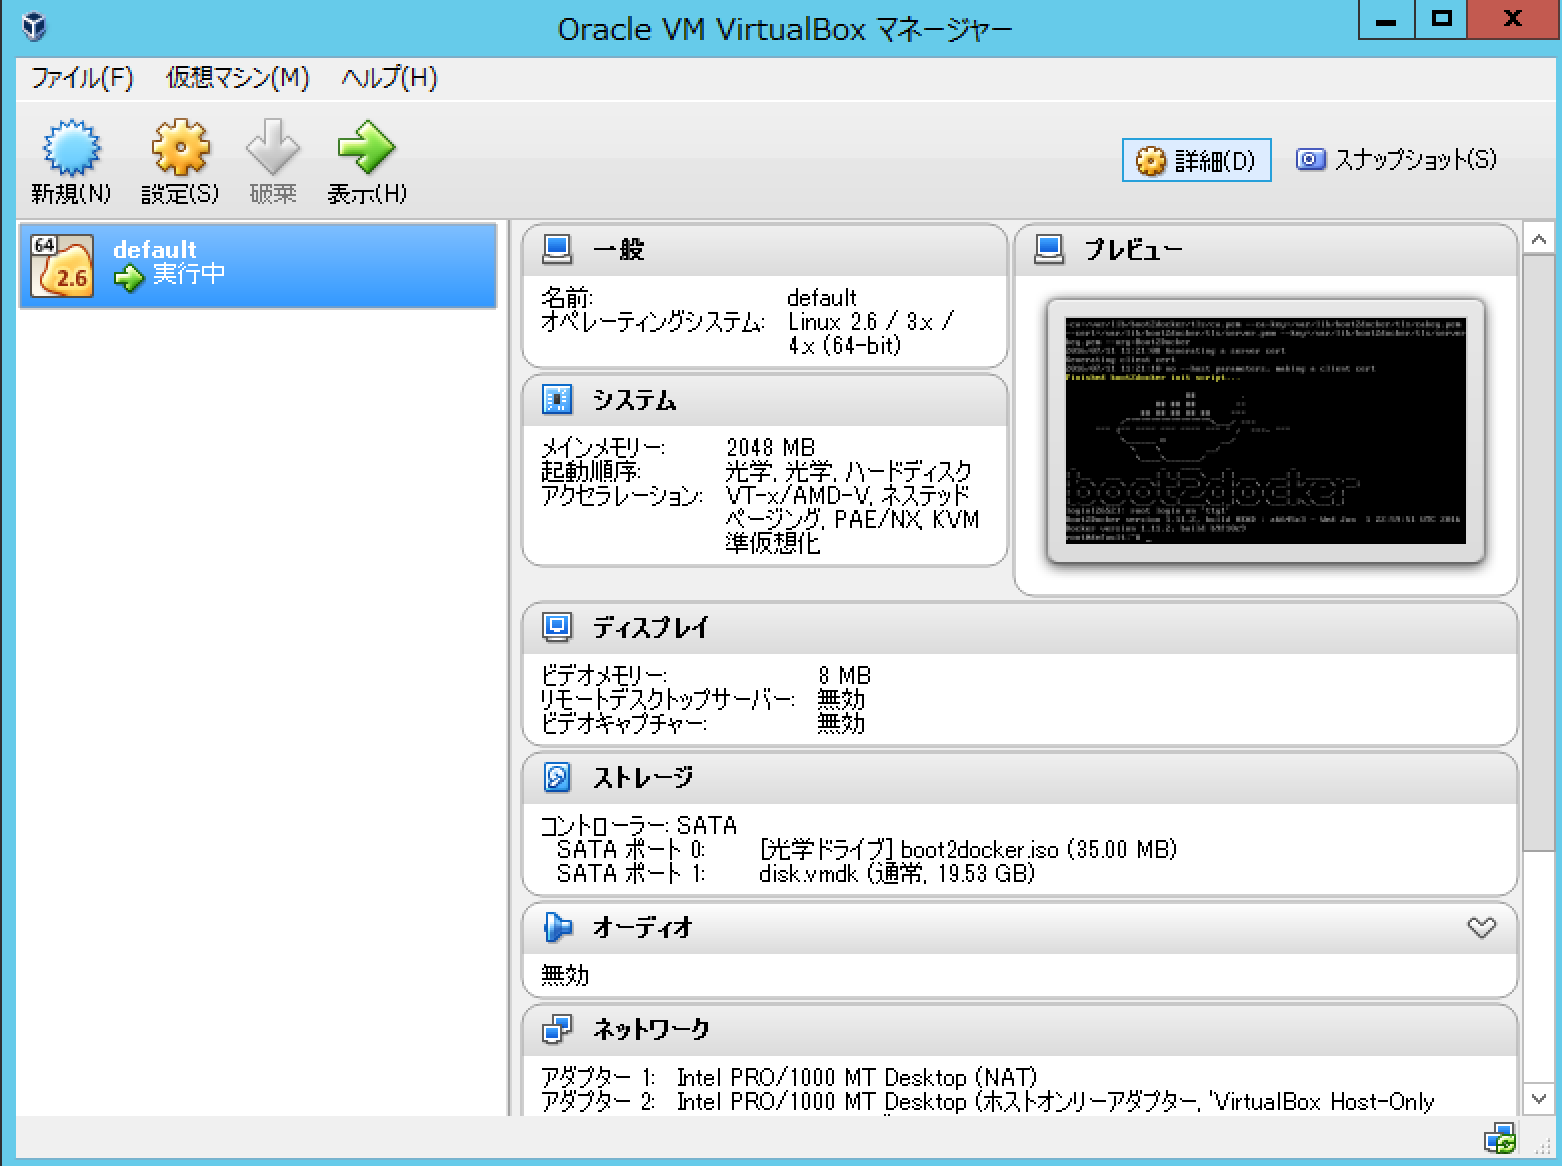 Oracle VM VirtualBox マネージャー
ファイル(F) 仮想マシン(M) ヘルプ(H)
新規(N) 設定(S) 破棄 表示(H) 詳細(D) スナップショット(S)
64
2.6
default
実行中
一般
名前: default
オペレーティングシステム: Linux 2.6 / 3.x /
4.x (64-bit)
システム
メインメモリー: 2048 MB
起動順序: 光学, 光学, ハードディスク
アクセラレーション: VT-x/AMD-V, ネステッド
ページング, PAE/NX, KVM
準仮想化
プレビュー
Generating client cert
Finished boot2docker init script...
boot2docker
ディスプレイ
ビデオメモリー: 8 MB
リモートデスクトップサーバー: 無効
ビデオキャプチャー: 無効
ストレージ
コントローラー: SATA
SATA ポート 0: [光学ドライブ] boot2docker.iso (35.00 MB)
SATA ポート 1: disk.vmdk (通常, 19.53 GB)
オーディオ
無効
ネットワーク
アダプター 1: Intel PRO/1000 MT Desktop (NAT)
アダプター 2: Intel PRO/1000 MT Desktop (ホストオンリーアダプター, 'VirtualBox Host-Only